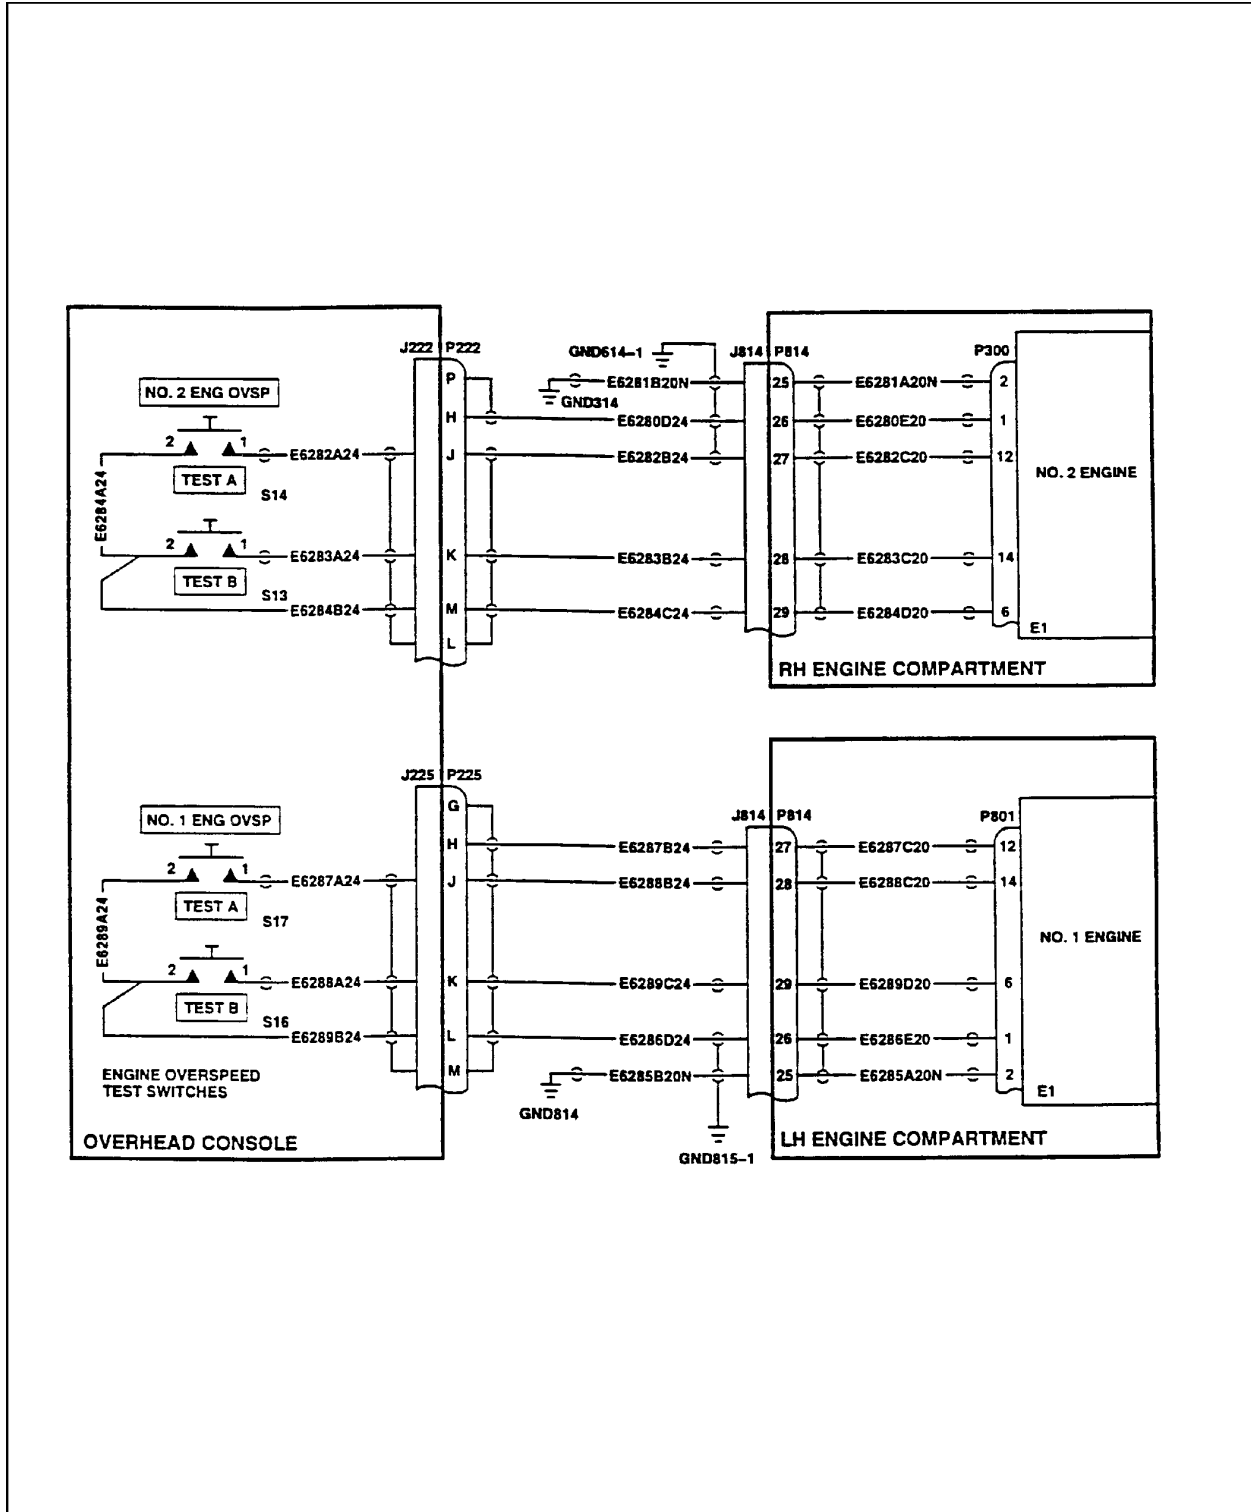 J222 P222
P
H
J
K
M
L
NO. 2 ENG OVSP
2 1
TEST A
S14
E6282A24
E6284A24
2 1
TEST B
S13
E6283A24
E6284B24
GND614-1
E6281B20N
GND314
E6280D24
E6282B24
E6283B24
E6284C24
J814 P814
25
26
27
28
29
E6281A20N
E6280E20
E6282C20
E6283C20
E6284D20
P300
2
1
12
14
6
NO. 2 ENGINE
E1
RH ENGINE COMPARTMENT
J225 P225
G
H
J
K
L
M
NO. 1 ENG OVSP
2 1
TEST A
S17
E6287A24
E6289A24
2 1
TEST B
S16
E6288A24
E6289B24
ENGINE OVERSPEED
TEST SWITCHES
OVERHEAD CONSOLE
E6287B24
E6288B24
E6289C24
E6286D24
E6285B20N
GND814
GND815-1
J814 P814
27
28
29
26
25
E6287C20
E6288C20
E6289D20
E6286E20
E6285A20N
P801
12
14
6
1
2
NO. 1 ENGINE
E1
LH ENGINE COMPARTMENT